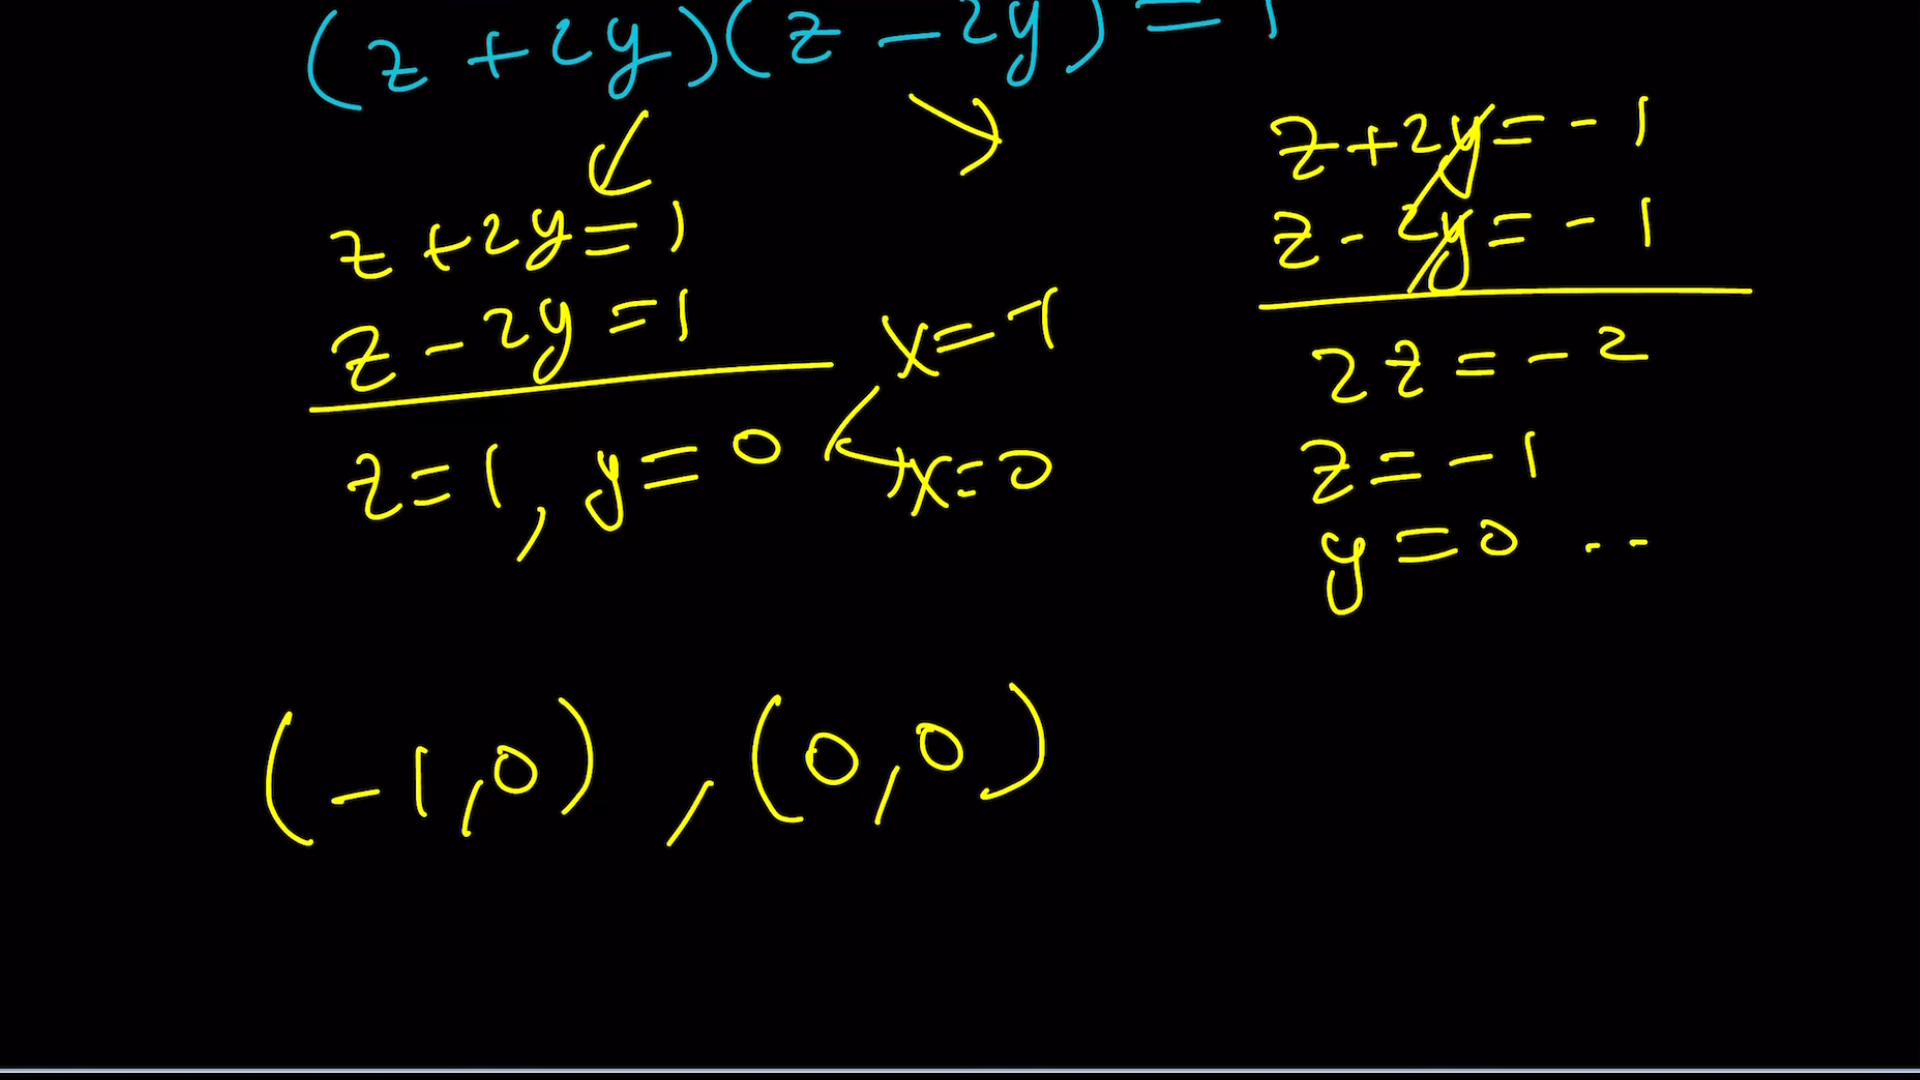 (z + 2y)(z - 2y) = 1
z + 2y = 1
z - 2y = 1
z = 1, y = 0
x = -1
x = 0
z + 2y = - 1
z - 2y = - 1
2z = - 2
z = - 1
y = 0 ..
(-1,0) , (0,0)